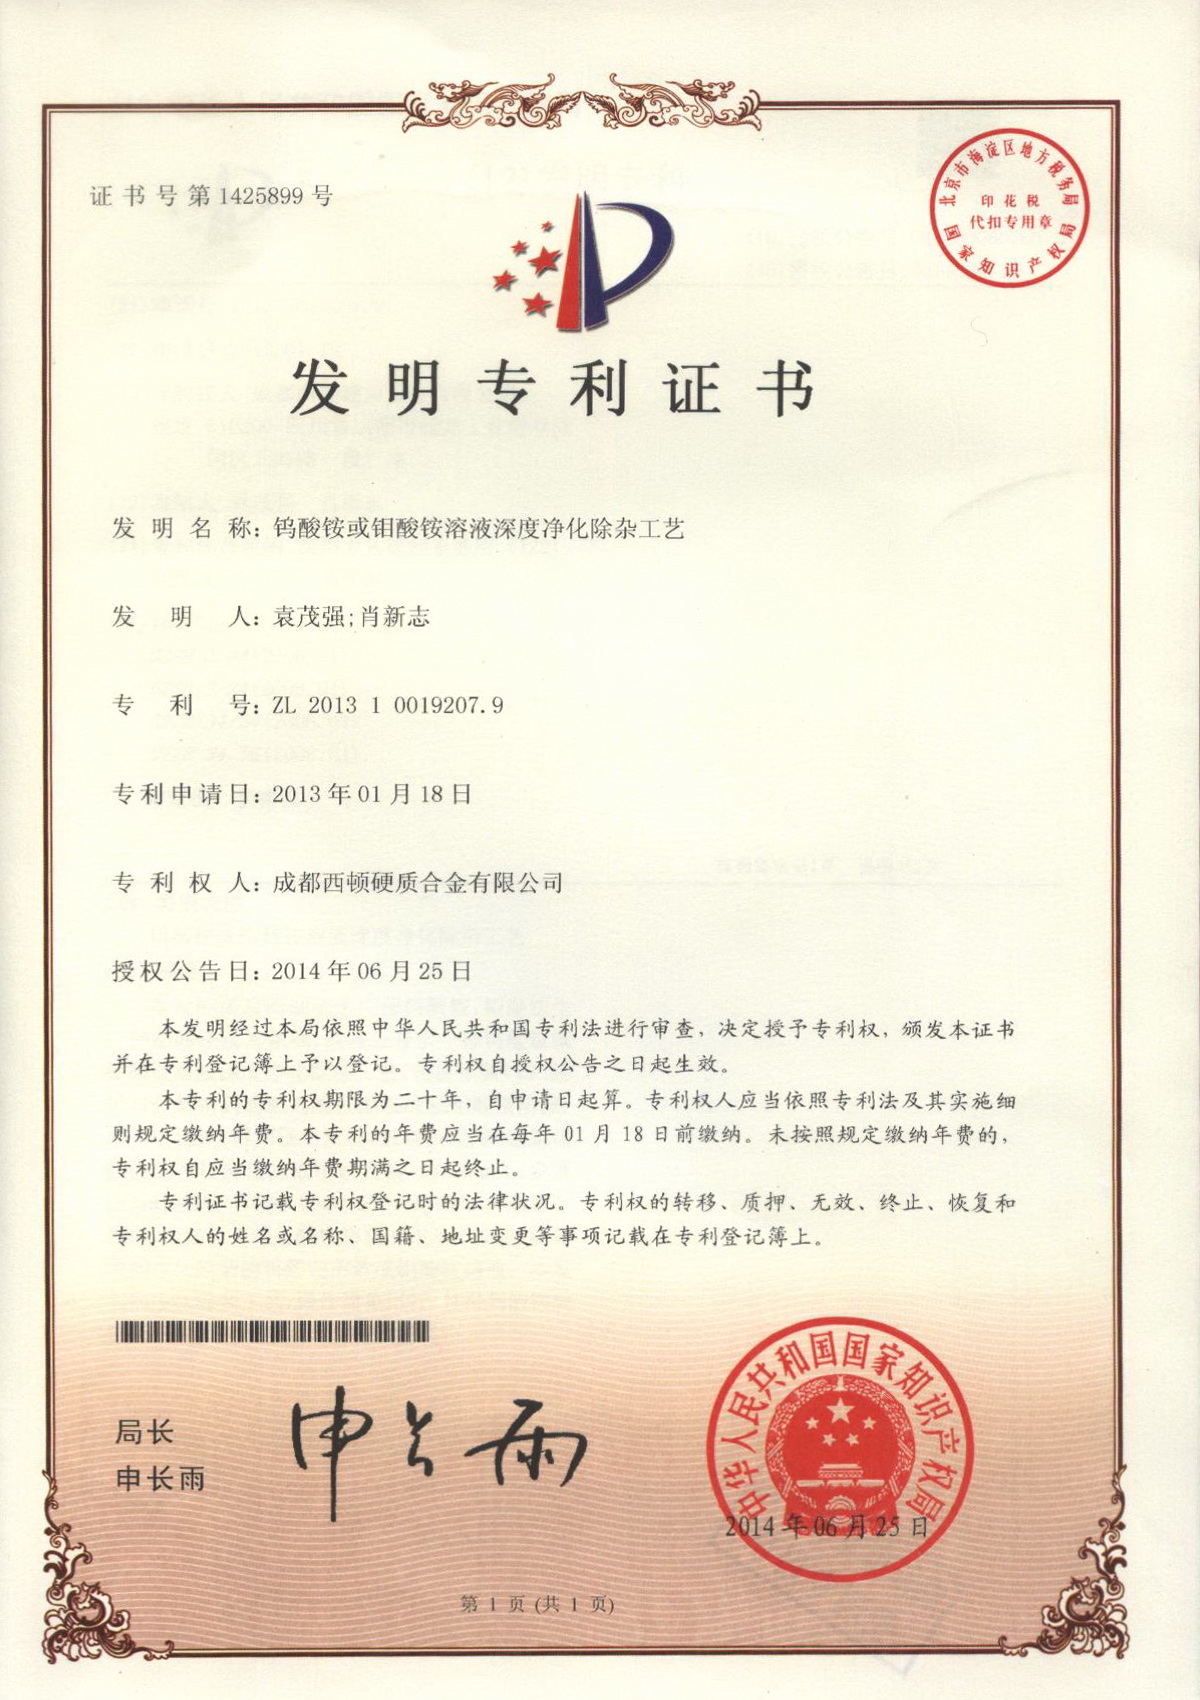 证书号第1425899号
北京市海淀区地方税务局
印花税
代扣专用章
国家知识产权局
发明专利证书
发明名称：钨酸铵或钼酸铵溶液深度净化除杂工艺
发明人：袁茂强;肖新志
专利号：ZL 2013 1 0019207.9
专利申请日：2013年01月18日
专利权人：成都西顿硬质合金有限公司
授权公告日：2014年06月25日
本发明经过本局依照中华人民共和国专利法进行审查，决定授予专利权，颁发本证书
并在专利登记簿上予以登记。专利权自授权公告之日起生效。
本专利的专利权期限为二十年，自申请日起算。专利权人应当依照专利法及其实施细
则规定缴纳年费。本专利的年费应当在每年01月18日前缴纳。未按照规定缴纳年费的，
专利权自应当缴纳年费期满之日起终止。
专利证书记载专利权登记时的法律状况。专利权的转移、质押、无效、终止、恢复和
专利权人的姓名或名称、国籍、地址变更等事项记载在专利登记簿上。
局长
申长雨
申长雨
中华人民共和国国家知识产权局
2014年06月25日
第1页(共1页)